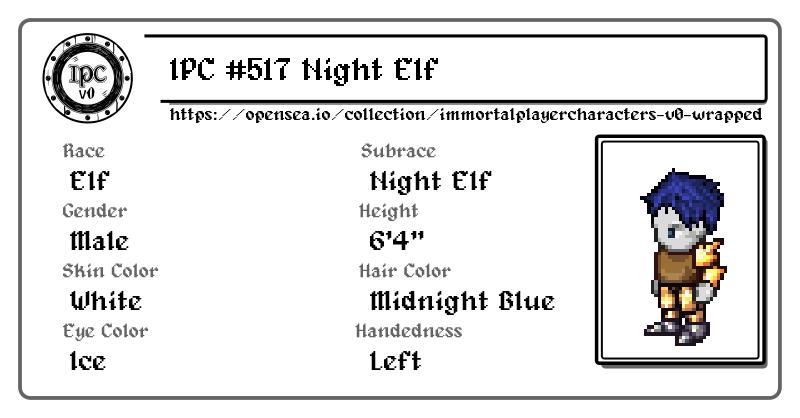 IPC
v0
IPC #517 Night Elf
https://opensea.io/collection/immortalplayercharacters-v0-wrapped
Race
Subrace
Elf
Night Elf
Gender
Height
Male
6'4"
Skin Color
Hair Color
White
Midnight Blue
Eye Color
Handedness
Ice
Left